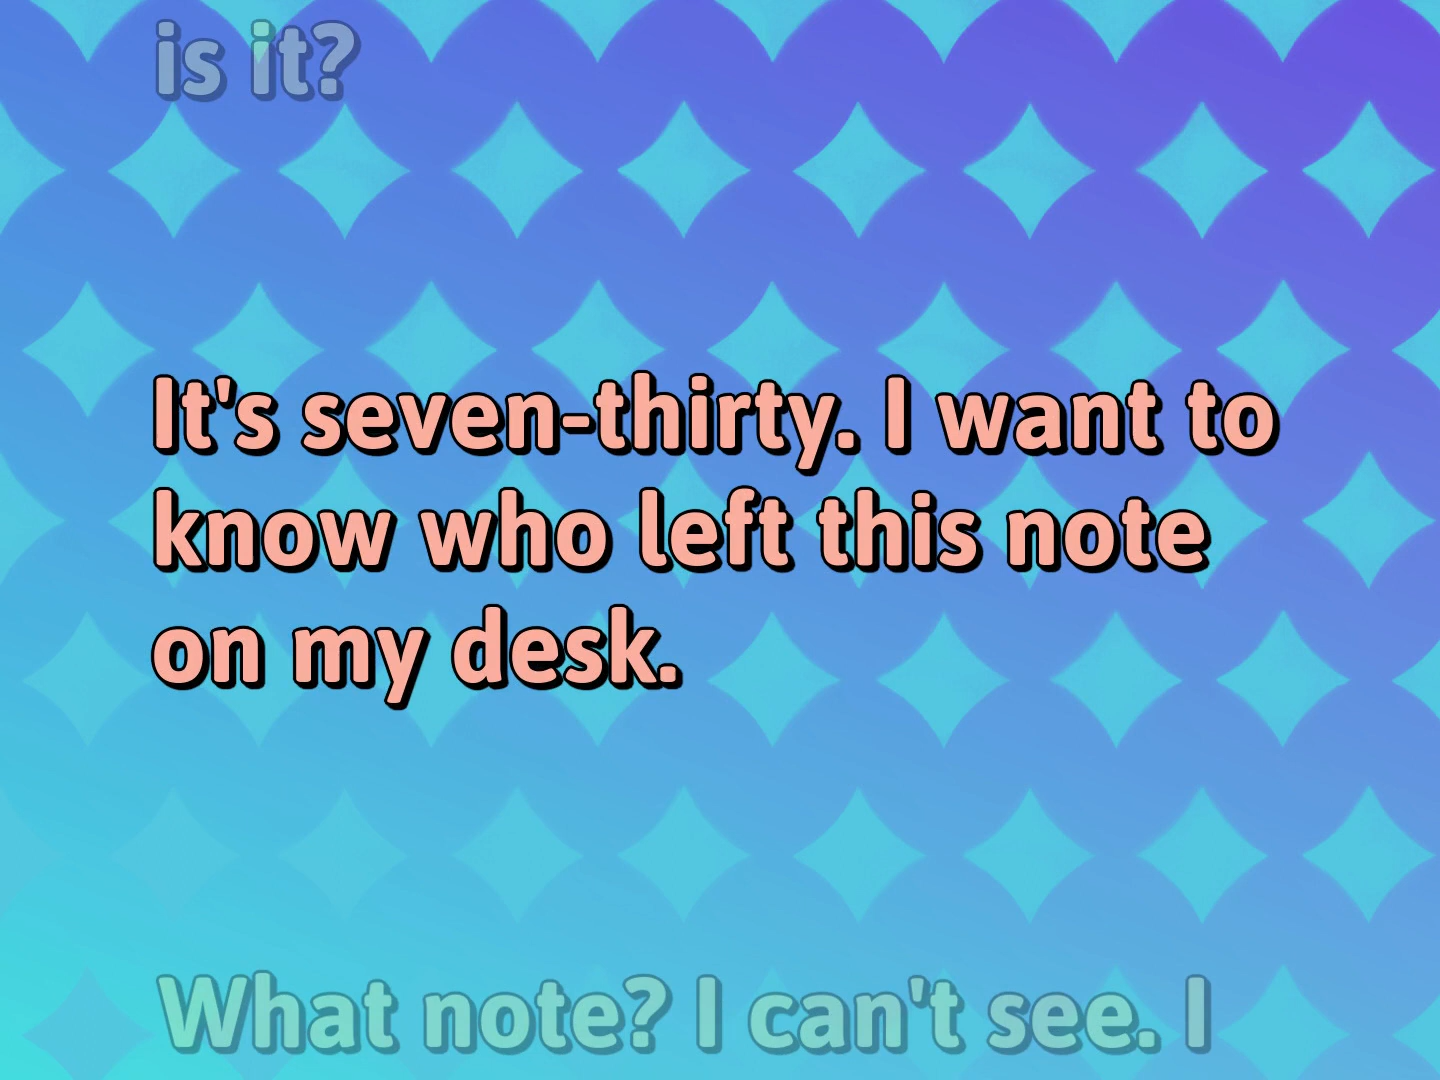 is it?
It's seven-thirty. I want to
know who left this note
on my desk.
What note? I can't see. I